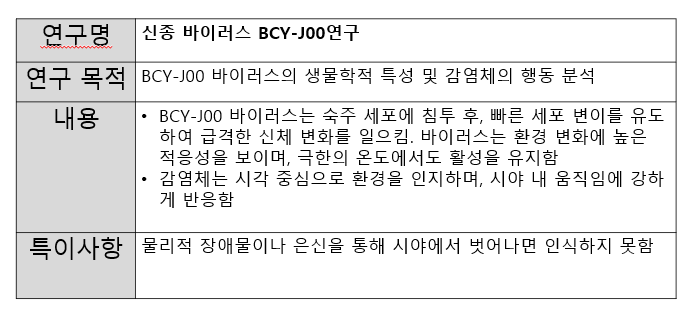 연구명
신종 바이러스 BCY-J00연구
연구 목적
BCY-J00 바이러스의 생물학적 특성 및 감염체의 행동 분석
내용
• BCY-J00 바이러스는 숙주 세포에 침투 후, 빠른 세포 변이를 유도
하여 급격한 신체 변화를 일으킴. 바이러스는 환경 변화에 높은
적응성을 보이며, 극한의 온도에서도 활성을 유지함
• 감염체는 시각 중심으로 환경을 인지하며, 시야 내 움직임에 강하
게 반응함
특이사항
물리적 장애물이나 은신을 통해 시야에서 벗어나면 인식하지 못함